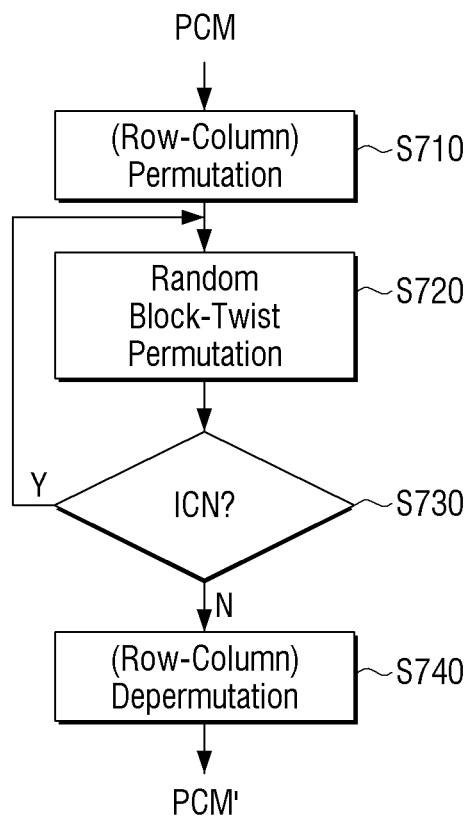 PCM
(Row-Column)
Permutation
S710
Random
Block-Twist
Permutation
S720
Y
ICN?
S730
N
(Row-Column)
Depermutation
S740
PCM'